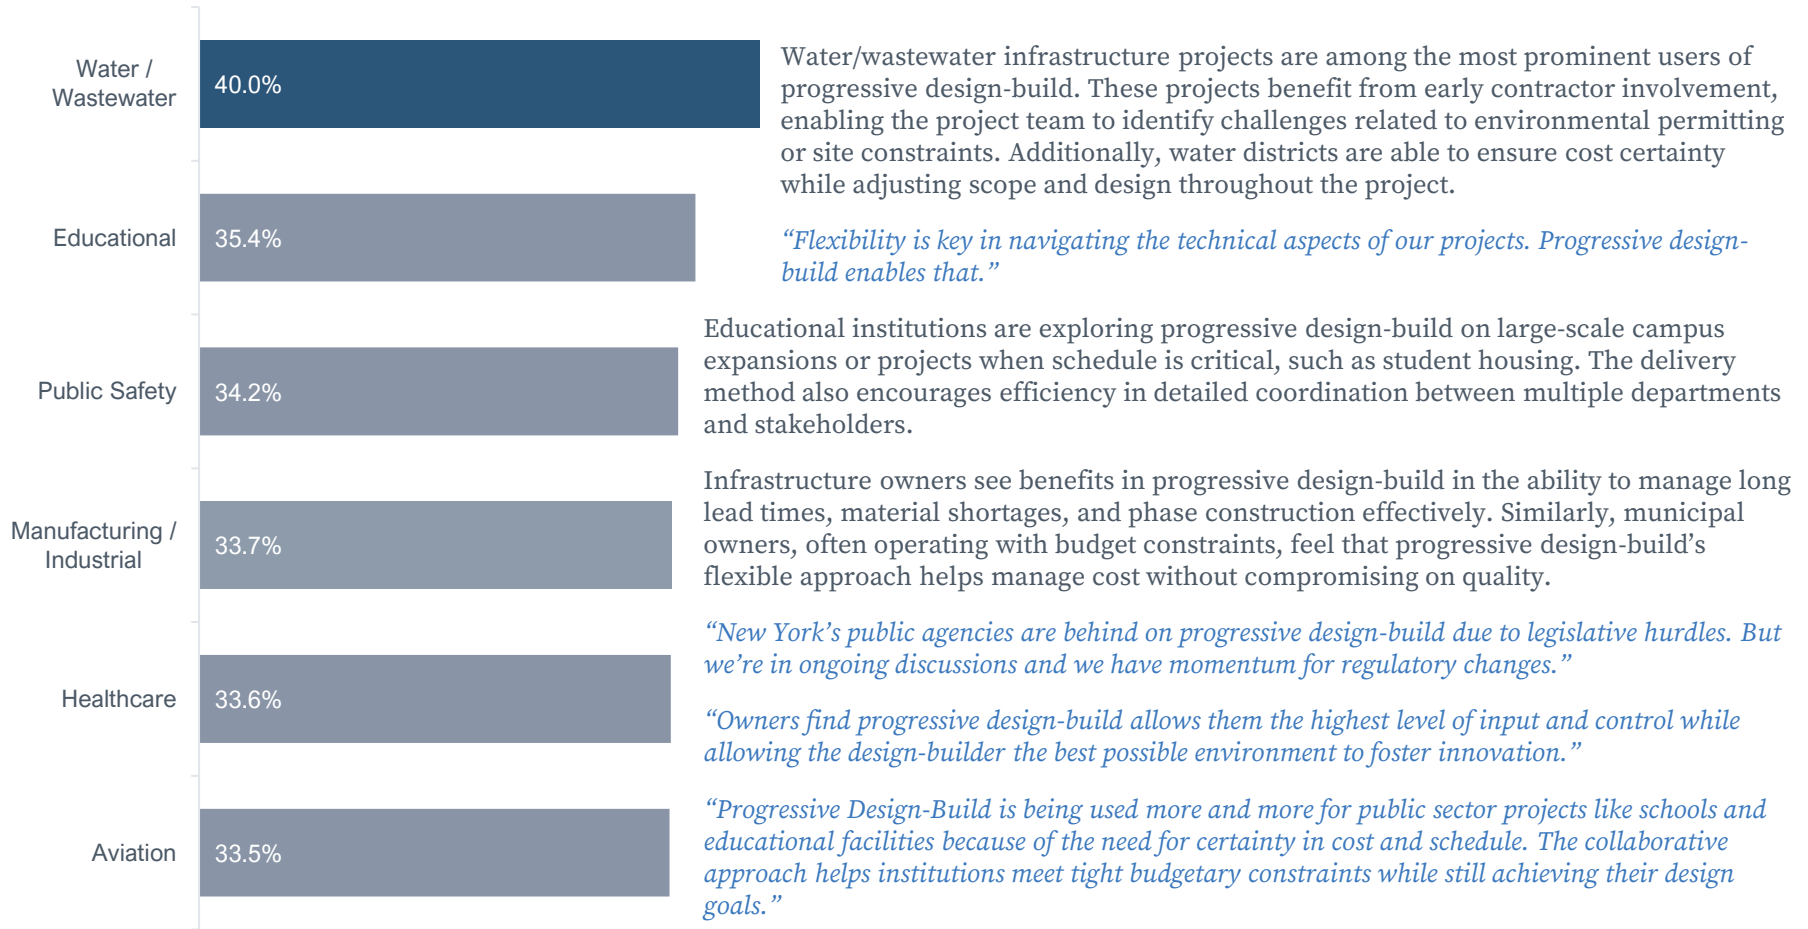 Water /
Wastewater
40.0%
Water/wastewater infrastructure projects are among the most prominent users of
progressive design-build. These projects benefit from early contractor involvement,
enabling the project team to identify challenges related to environmental permitting
or site constraints. Additionally, water districts are able to ensure cost certainty
while adjusting scope and design throughout the project.
Educational
35.4%
“Flexibility is key in navigating the technical aspects of our projects. Progressive design-
build enables that.”
Public Safety
34.2%
Educational institutions are exploring progressive design-build on large-scale campus
expansions or projects when schedule is critical, such as student housing. The delivery
method also encourages efficiency in detailed coordination between multiple departments
and stakeholders.
Manufacturing /
Industrial
33.7%
Infrastructure owners see benefits in progressive design-build in the ability to manage long
lead times, material shortages, and phase construction effectively. Similarly, municipal
owners, often operating with budget constraints, feel that progressive design-build’s
flexible approach helps manage cost without compromising on quality.
Healthcare
33.6%
“New York’s public agencies are behind on progressive design-build due to legislative hurdles. But
we’re in ongoing discussions and we have momentum for regulatory changes.”
“Owners find progressive design-build allows them the highest level of input and control while
allowing the design-builder the best possible environment to foster innovation.”
Aviation
33.5%
“Progressive Design-Build is being used more and more for public sector projects like schools and
educational facilities because of the need for certainty in cost and schedule. The collaborative
approach helps institutions meet tight budgetary constraints while still achieving their design
goals.”